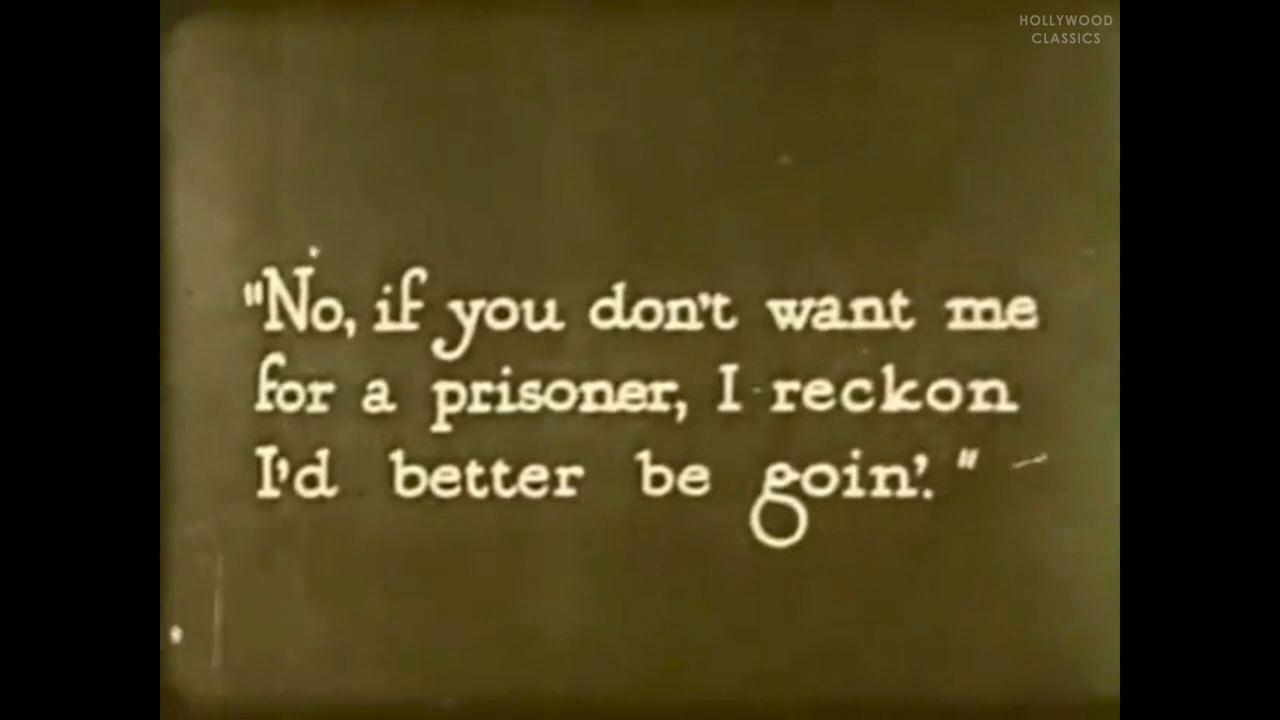 HOLLYWOOD
CLASSICS
"No, if you don't want me
for a prisoner, I reckon
I'd better be goin'."